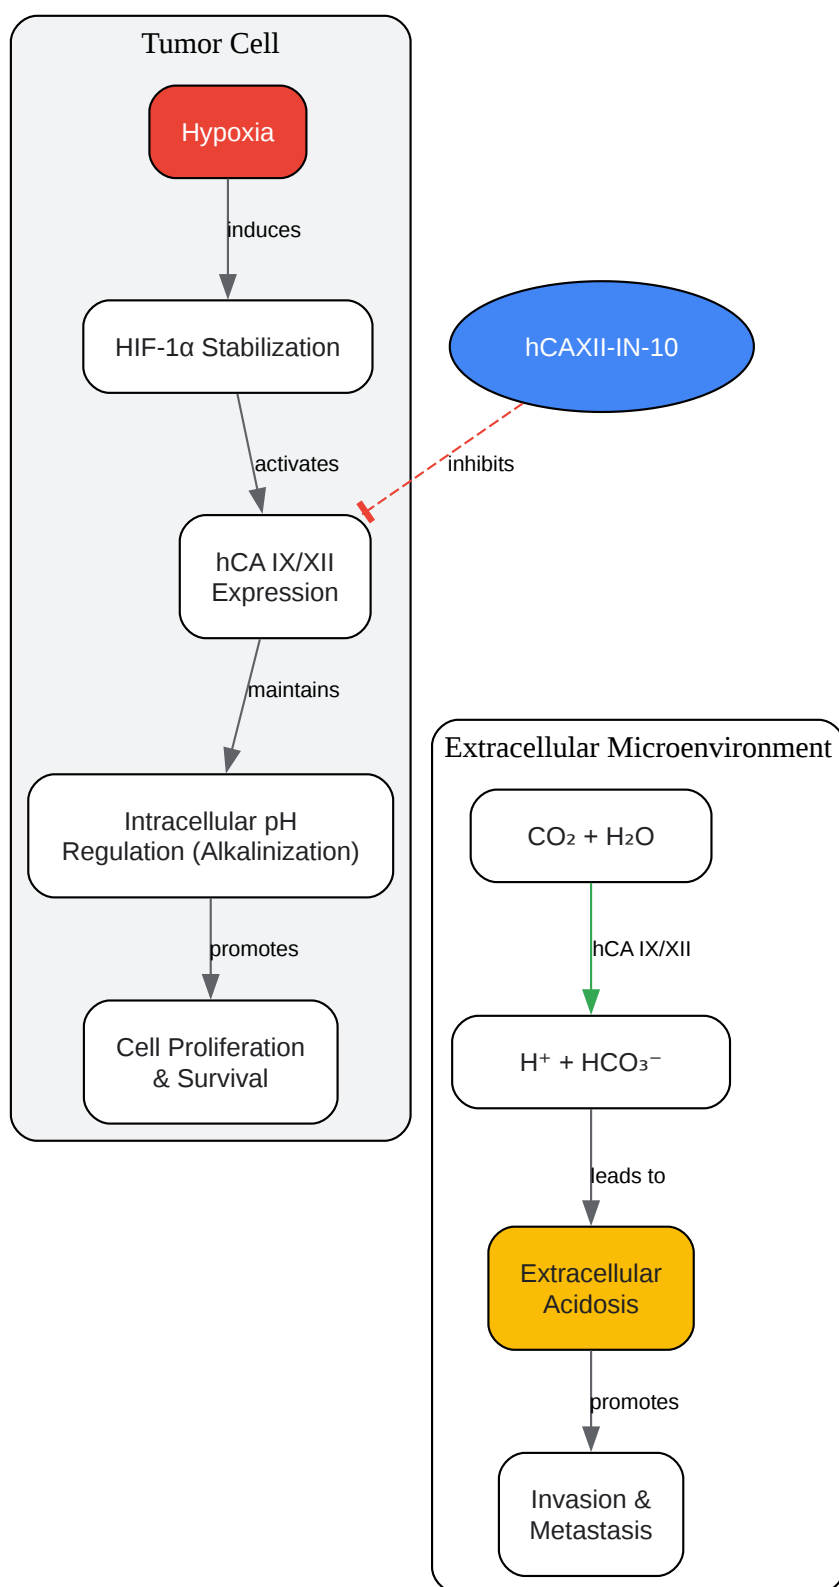 Tumor Cell
Hypoxia
induces
HIF-1α Stabilization
hCAXII-IN-10
activates
inhibits
hCA IX/XII
Expression
maintains
Intracellular pH
Regulation (Alkalinization)
promotes
Cell Proliferation
& Survival
Extracellular Microenvironment
CO₂ + H₂O
hCA IX/XII
H⁺ + HCO₃⁻
leads to
Extracellular
Acidosis
promotes
Invasion &
Metastasis